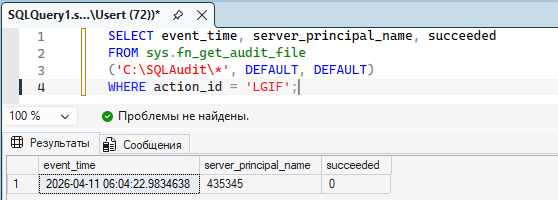 SQLQuery1.s...\Usert (72))*
1 SELECT event_time, server_principal_name, succeeded
2 FROM sys.fn_get_audit_file
3 ('C:\SQLAudit\*', DEFAULT, DEFAULT)
4 WHERE action_id = 'LGIF';
100 % Проблемы не найдены.
Результаты Сообщения
event_time server_principal_name succeeded
1 2026-04-11 06:04:22.9834638 435345 0